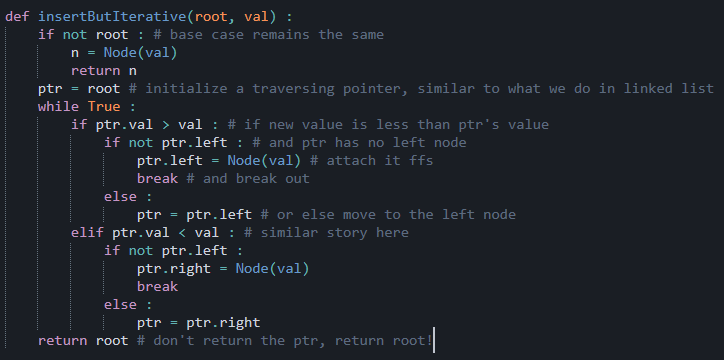 def insertButIterative(root, val) :
    if not root : # base case remains the same
        n = Node(val)
        return n
    ptr = root # initialize a traversing pointer, similar to what we do in linked list
    while True :
        if ptr.val > val : # if new value is less than ptr's value
            if not ptr.left : # and ptr has no left node
                ptr.left = Node(val) # attach it ffs
                break # and break out
            else :
                ptr = ptr.left # or else move to the left node
        elif ptr.val < val : # similar story here
            if not ptr.left :
                ptr.right = Node(val)
                break
            else :
                ptr = ptr.right
    return root # don't return the ptr, return root!